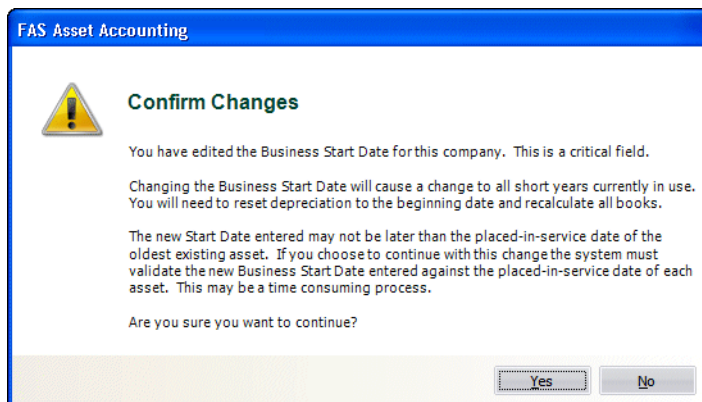 FAS Asset Accounting
Confirm Changes
You have edited the Business Start Date for this company.  This is a critical field.
Changing the Business Start Date will cause a change to all short years currently in use.
You will need to reset depreciation to the beginning date and recalculate all books.
The new Start Date entered may not be later than the placed-in-service date of the
oldest existing asset.  If you choose to continue with this change the system must
validate the new Business Start Date entered against the placed-in-service date of each
asset.  This may be a time consuming process.
Are you sure you want to continue?
Yes No